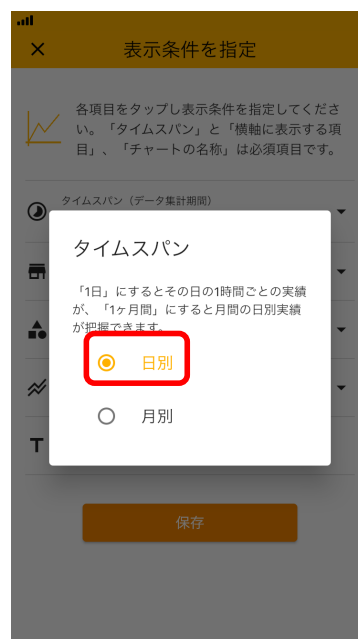 表示条件を指定
各項目をタップし表示条件を指定してくださ
い。「タイムスパン」と「横軸に表示する項
目」、「チャートの名称」は必須項目です。
タイムスパン（データ集計期間）
タイムスパン
「1日」にするとその日の1時間ごとの実績
が、「1ヶ月間」にすると月間の日別実績
が把握できます。
日別
月別
T
保存